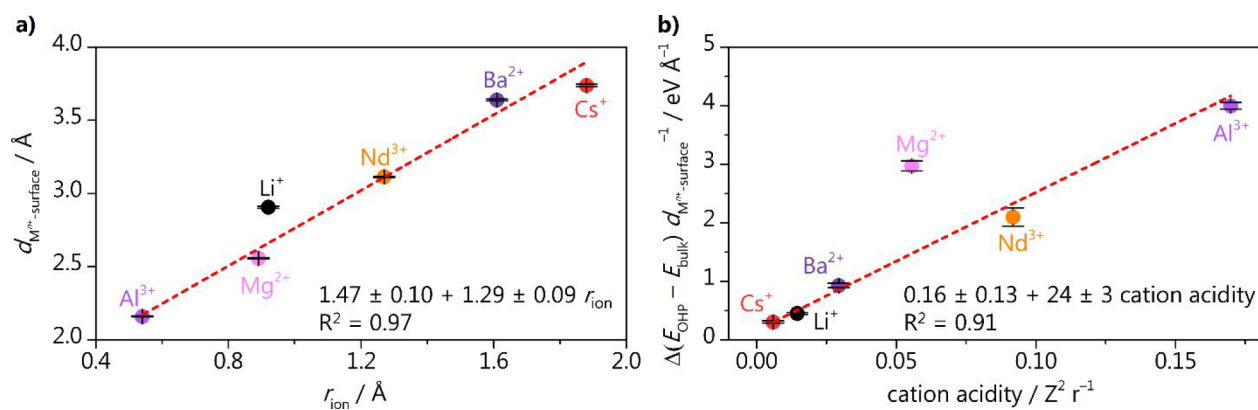 a)
4.0
3.5
3.0
2.5
2.0
d_Mⁿ⁺-surface / Å
Al³⁺
Mg²⁺
Li⁺
Nd³⁺
Ba²⁺
Cs⁺
1.47 ± 0.10 + 1.29 ± 0.09 r_ion
R² = 0.97
0.4 0.8 1.2 1.6 2.0
r_ion / Å
b)
5
4
3
2
1
0
Δ(E_OHP − E_bulk) d_Mⁿ⁺-surface⁻¹ / eV Å⁻¹
Cs⁺
Li⁺
Ba²⁺
Mg²⁺
Nd³⁺
Al³⁺
0.16 ± 0.13 + 24 ± 3 cation acidity
R² = 0.91
0.00 0.05 0.10 0.15
cation acidity / Z² r⁻¹